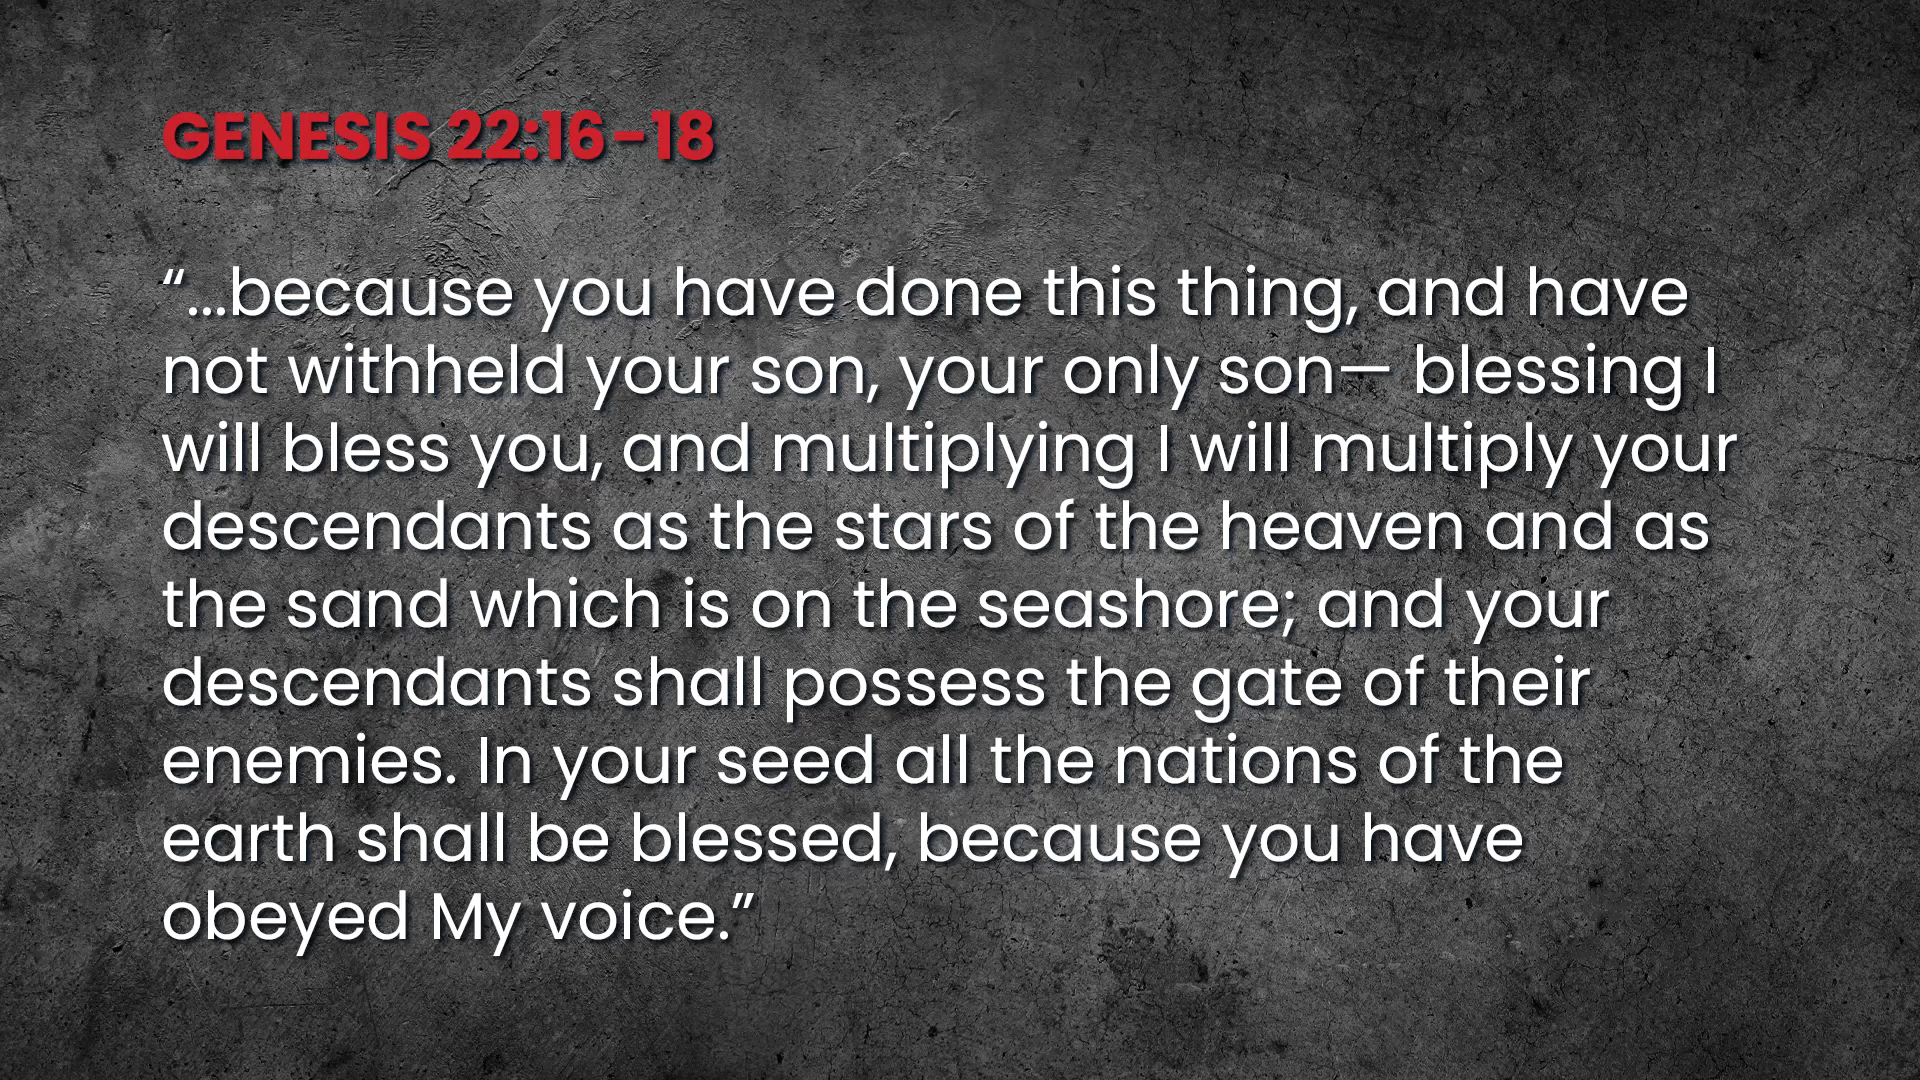 GENESIS 22:16-18
“...because you have done this thing, and have
not withheld your son, your only son— blessing I
will bless you, and multiplying I will multiply your
descendants as the stars of the heaven and as
the sand which is on the seashore; and your
descendants shall possess the gate of their
enemies. In your seed all the nations of the
earth shall be blessed, because you have
obeyed My voice.”